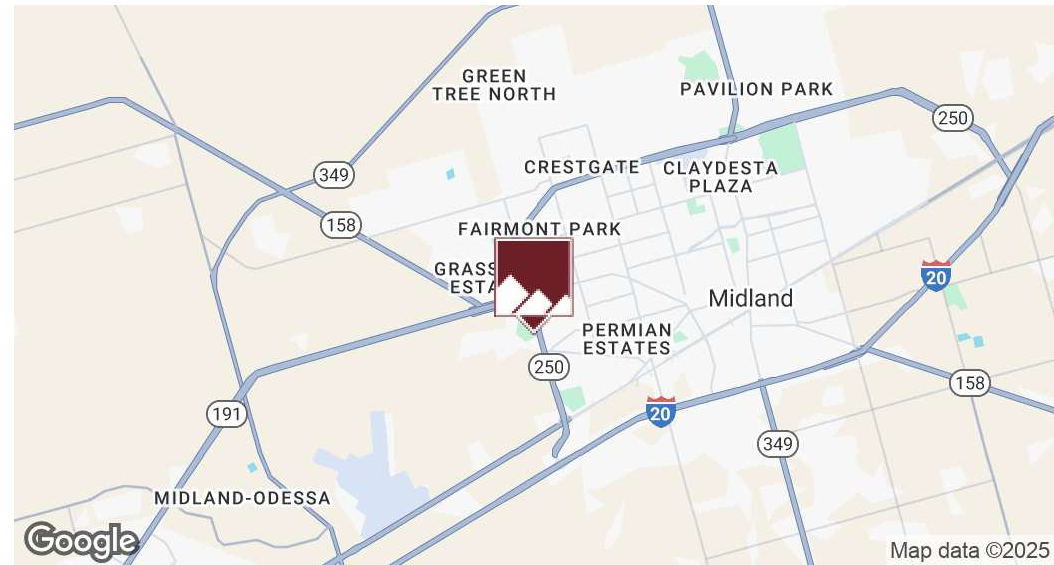 GREEN
TREE NORTH
PAVILION PARK
250
CRESTGATE
CLAYDESTA
PLAZA
349
158
FAIRMONT PARK
GRASS
ESTA
20
Midland
PERMIAN
ESTATES
250
158
191
20
349
MIDLAND-ODESSA
Google
Map data ©2025